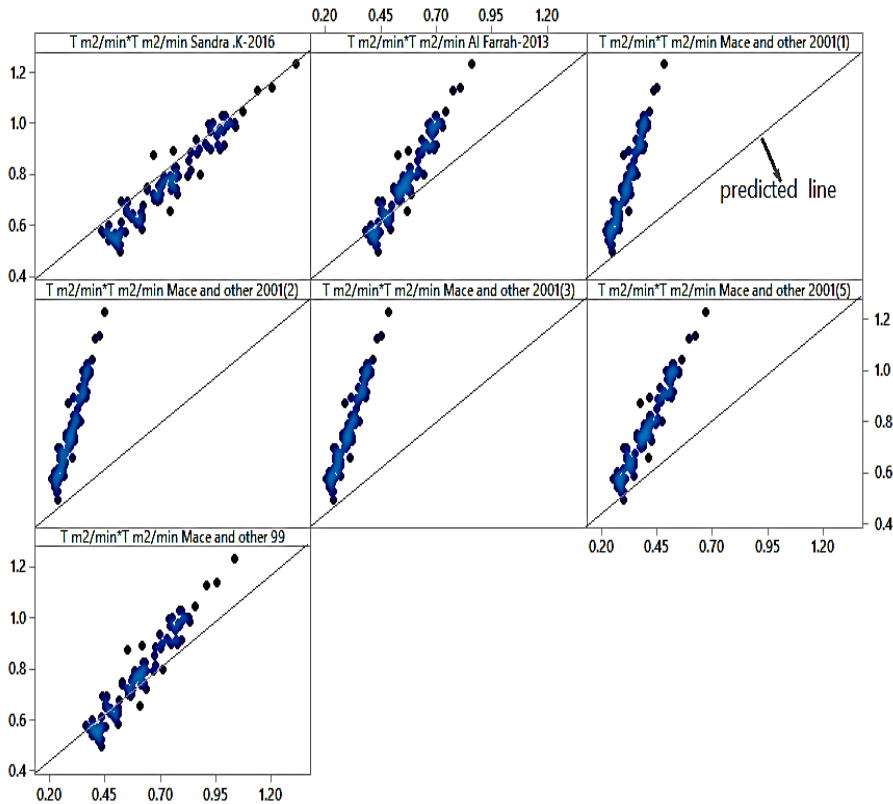 0.20 0.45 0.70 0.95 1.20
T m2/min*T m2/min Sandra .K-2016
T m2/min*T m2/min Al Farrah-2013
T m2/min*T m2/min Mace and other 2001(1)
1.2
1.0
0.8
0.6
0.4
predicted line
T m2/min*T m2/min Mace and other 2001(2)
T m2/min*T m2/min Mace and other 2001(3)
T m2/min*T m2/min Mace and other 2001(5)
1.2
1.0
0.8
0.6
0.4
0.20 0.45 0.70 0.95 1.20
T m2/min*T m2/min Mace and other 99
1.2
1.0
0.8
0.6
0.4
0.20 0.45 0.70 0.95 1.20